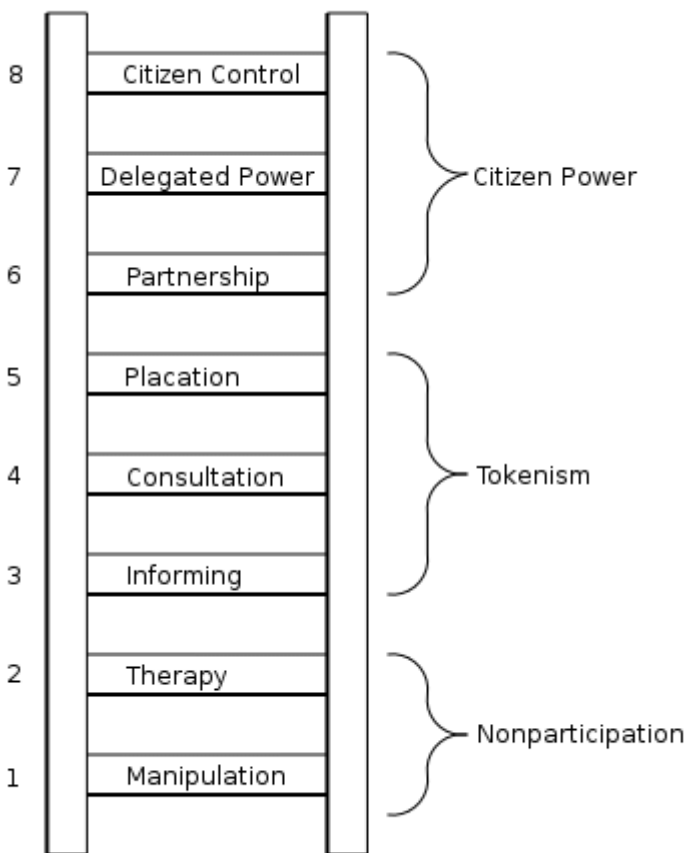 8 Citizen Control
7 Delegated Power Citizen Power
6 Partnership
5 Placation
4 Consultation Tokenism
3 Informing
2 Therapy
Nonparticipation
1 Manipulation